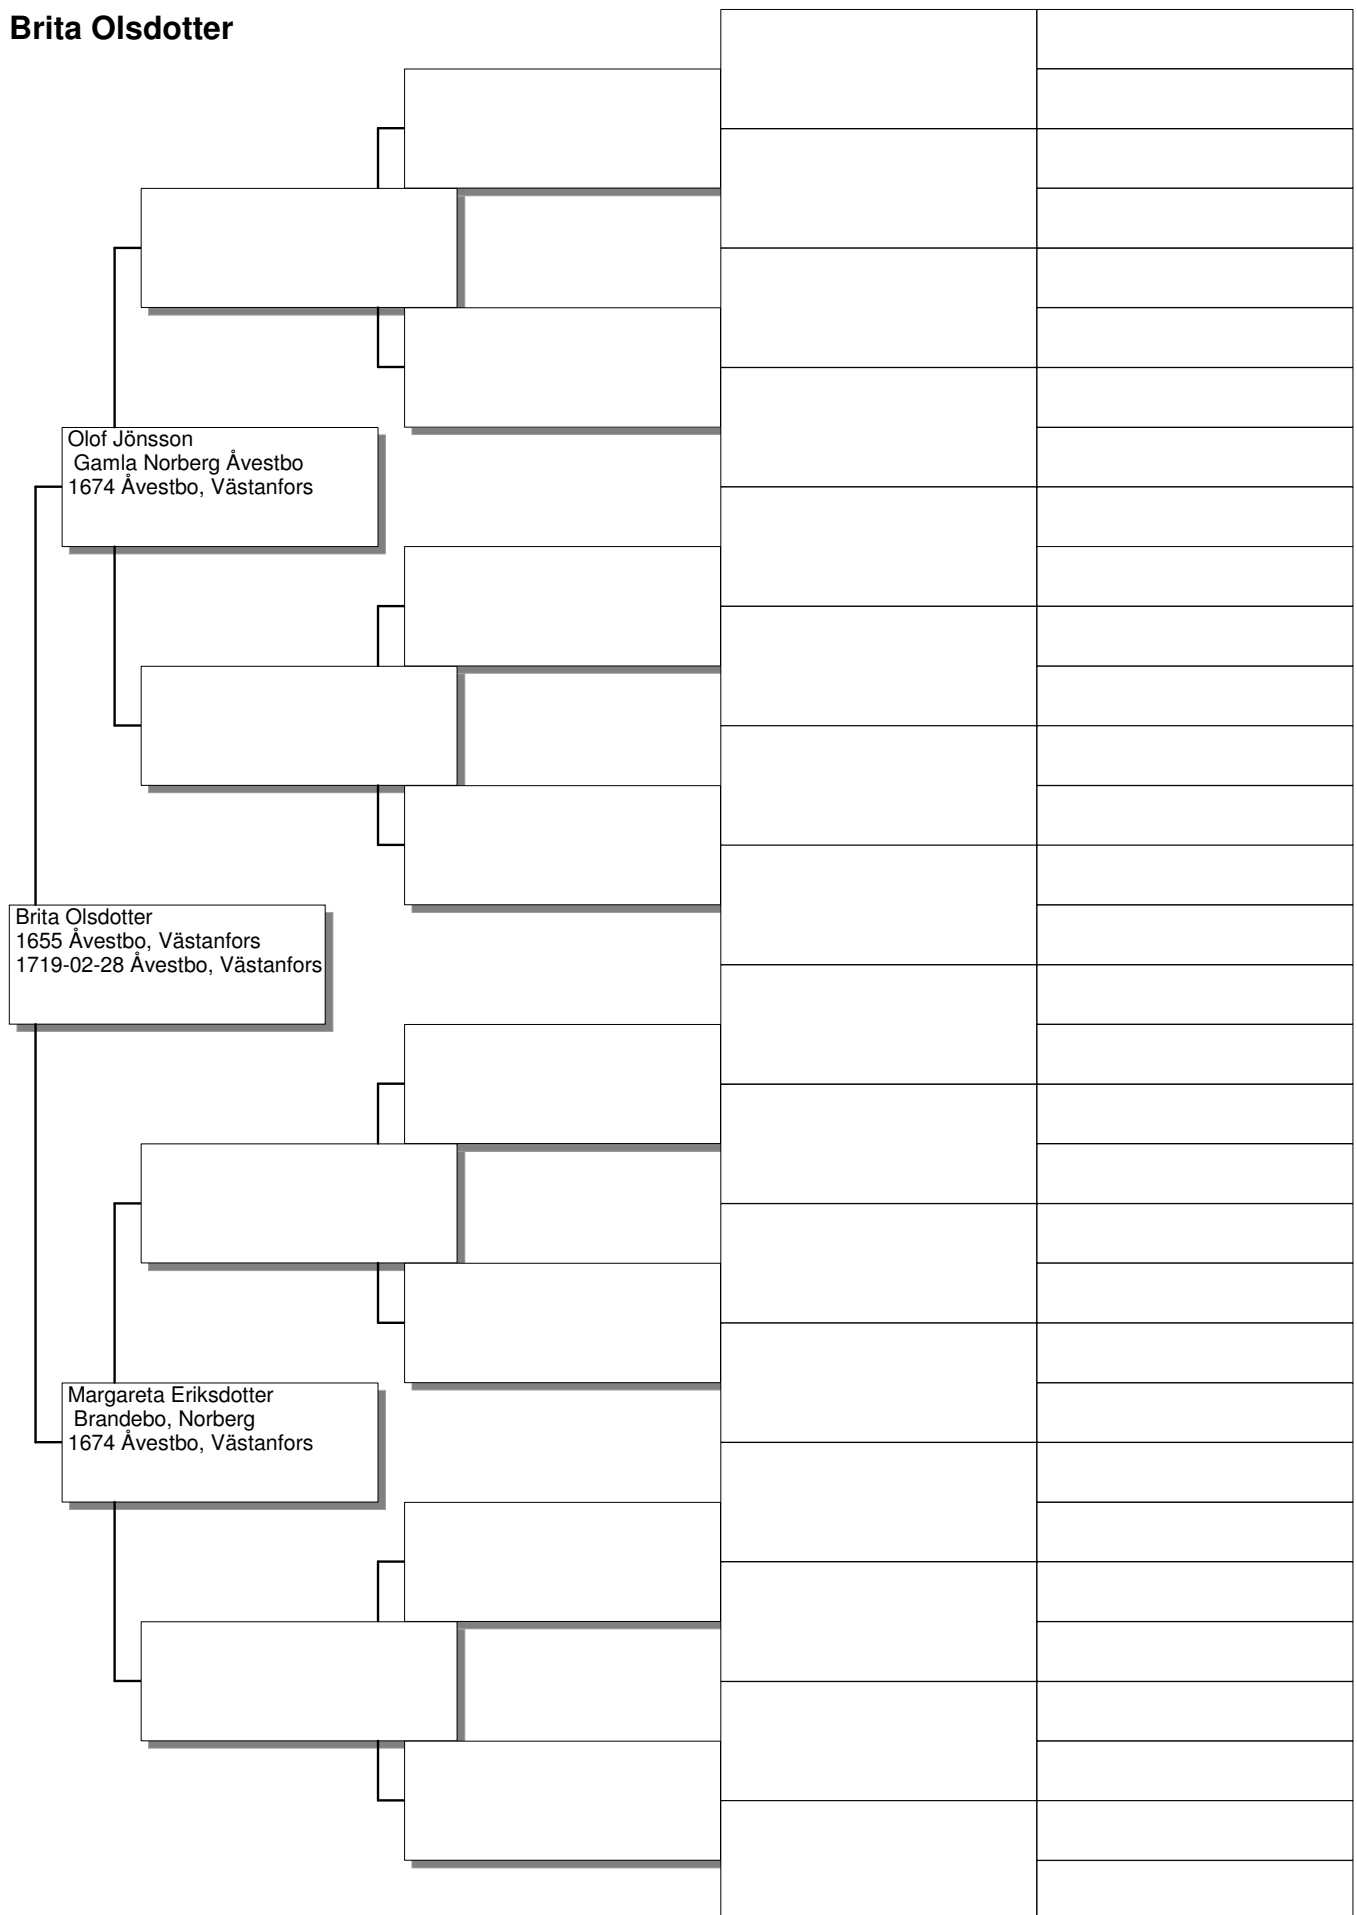 Brita Olsdotter
Olof Jönsson
Gamla Norberg Åvestbo
1674 Åvestbo, Västanfors
Brita Olsdotter
1655 Åvestbo, Västanfors
1719-02-28 Åvestbo, Västanfors
Margareta Eriksdotter
Brandebo, Norberg
1674 Åvestbo, Västanfors